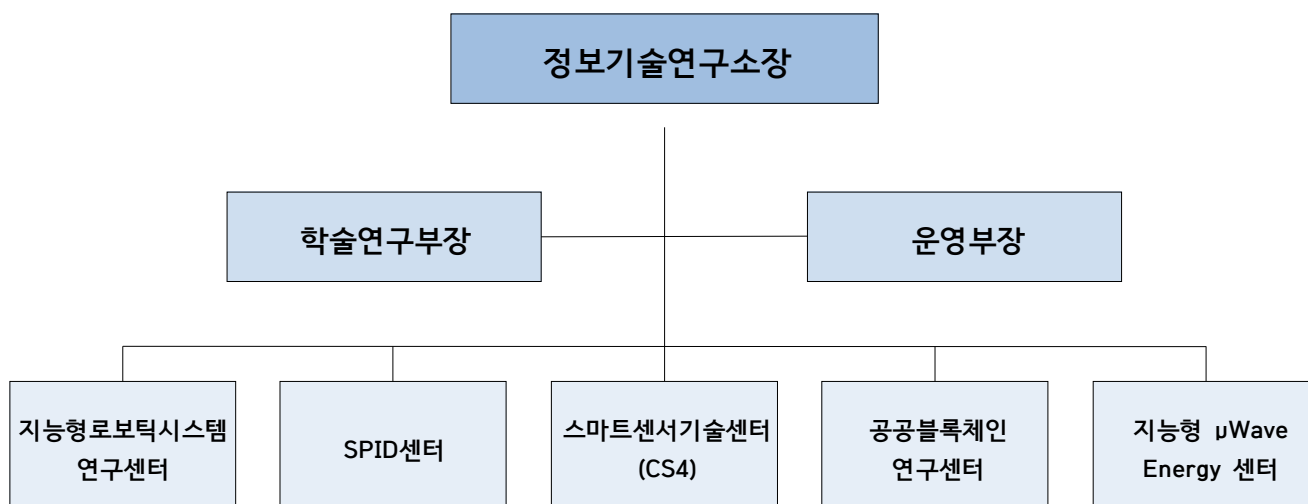 정보기술연구소장
학술연구부장
운영부장
지능형로보틱시스템
연구센터
SPID센터
스마트센서기술센터
(CS4)
공공블록체인
연구센터
지능형 μWave
Energy 센터